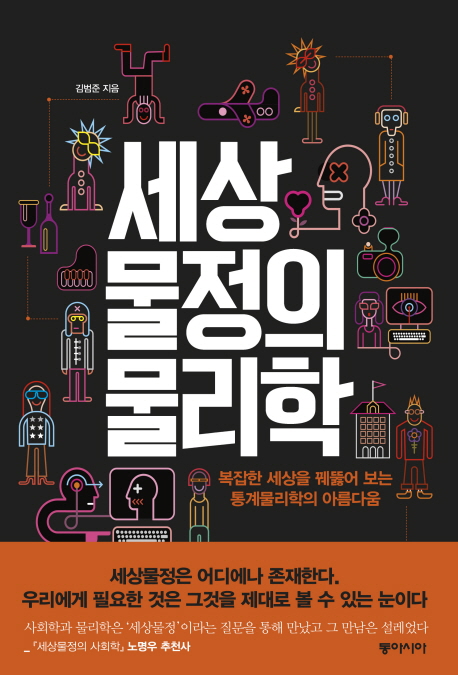 김범준 지음
세상
물정의
물리학
복잡한 세상을 꿰뚫어 보는
통계물리학의 아름다움
세상물정은 어디에나 존재한다.
우리에게 필요한 것은 그것을 제대로 볼 수 있는 눈이다
사회학과 물리학은 ‘세상물정’이라는 질문을 통해 만났고 그 만남은 설레었다
_ 『세상물정의 사회학』 노명우 추천사
동아시아